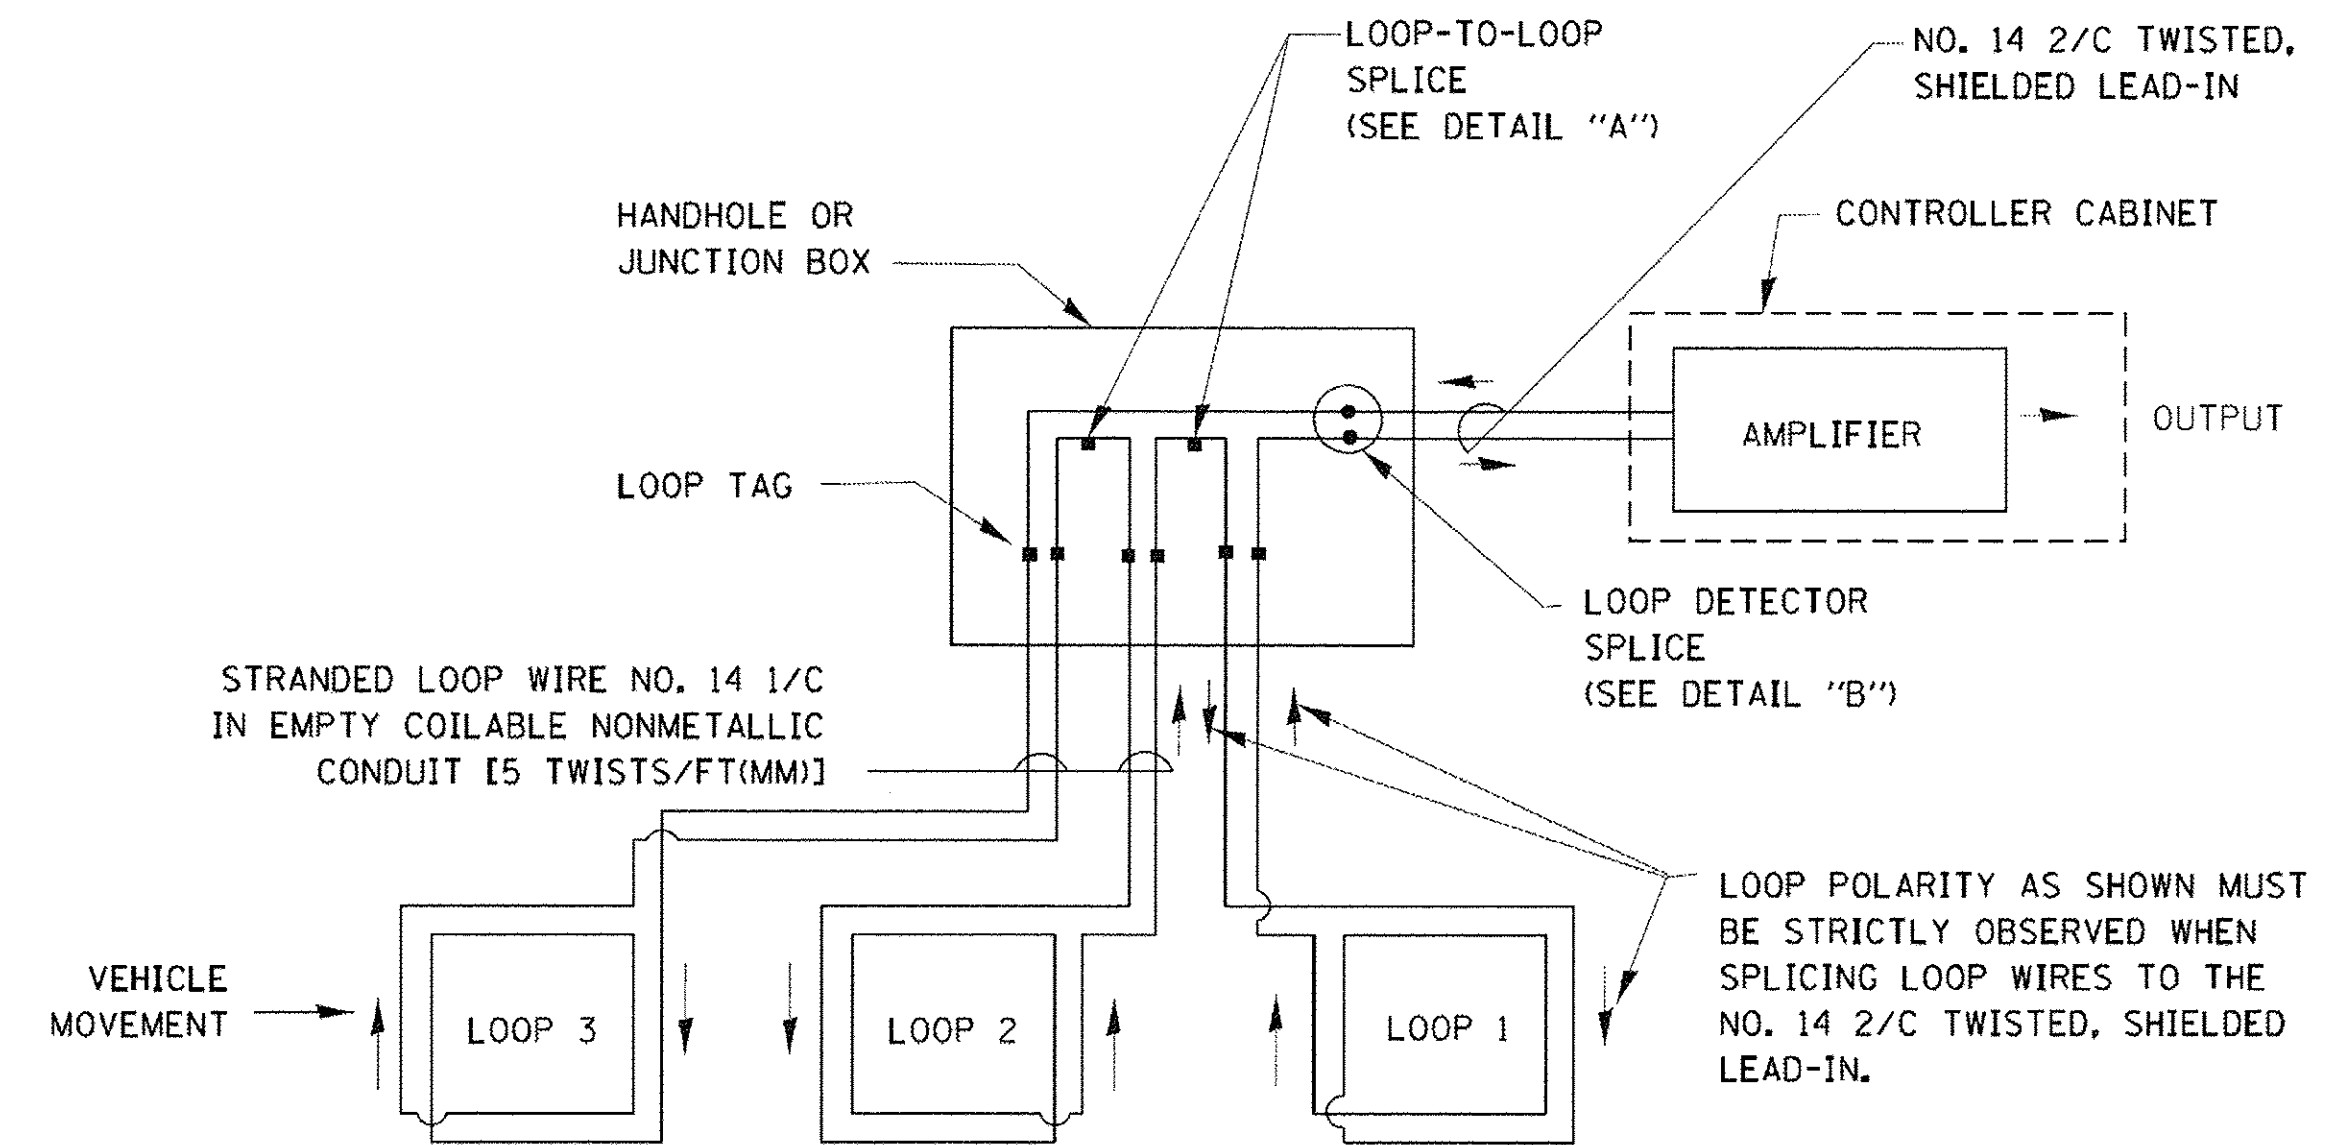 LOOP-TO-LOOP
SPLICE
(SEE DETAIL "A")
NO. 14 2/C TWISTED,
SHIELDED LEAD-IN
HANDHOLE OR
JUNCTION BOX
CONTROLLER CABINET
AMPLIFIER
OUTPUT
LOOP TAG
LOOP DETECTOR
SPLICE
(SEE DETAIL "B")
STRANDED LOOP WIRE NO. 14 1/C
IN EMPTY COILABLE NONMETALLIC
CONDUIT [5 TWISTS/FT(MM)]
LOOP POLARITY AS SHOWN MUST
BE STRICTLY OBSERVED WHEN
SPLICING LOOP WIRES TO THE
NO. 14 2/C TWISTED, SHIELDED
LEAD-IN.
VEHICLE
MOVEMENT
LOOP 3
LOOP 2
LOOP 1